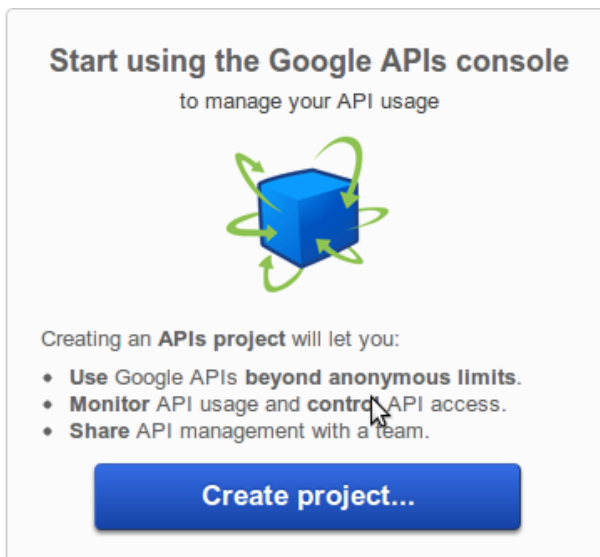 Start using the Google APIs console
to manage your API usage
Creating an APIs project will let you:
• Use Google APIs beyond anonymous limits.
• Monitor API usage and control API access.
• Share API management with a team.
Create project...